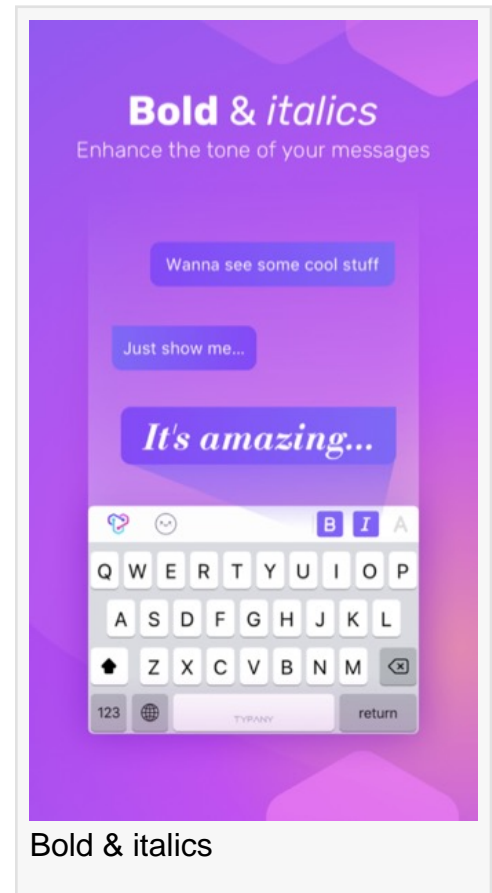 Bold & italics
Enhance the tone of your messages
Wanna see some cool stuff
Just show me...
It's amazing...
B I A
Q W E R T Y U I O P
A S D F G H J K L
Z X C V B N M
123 TYPANY return
Bold & italics